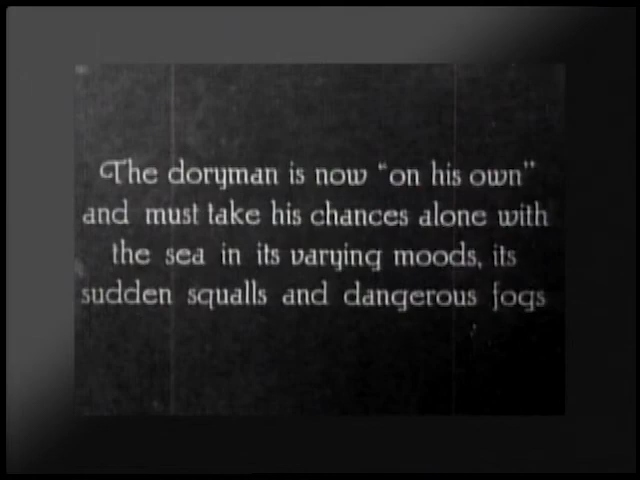 The doryman is now "on his own"
and must take his chances alone with
the sea in its varying moods, its
sudden squalls and dangerous fogs